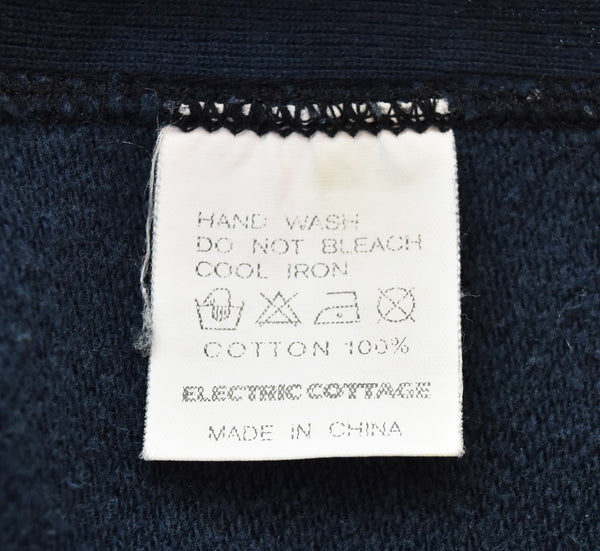 HAND WASH
DO NOT BLEACH
COOL IRON
COTTON 100%
ELECTRIC COTTAGE
MADE IN CHINA